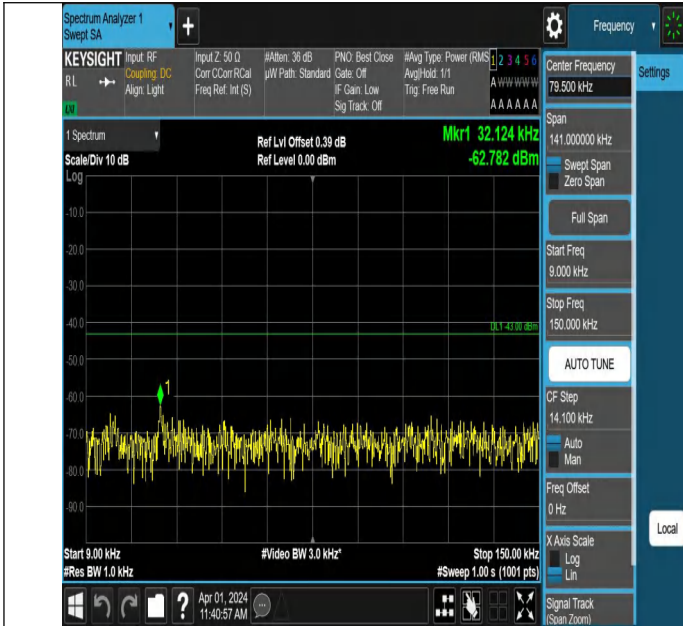 Spectrum Analyzer 1
Swept SA
+
Frequency
KEYSIGHT
RL
Input: RF
Coupling: DC
Align: Light
Input Z: 50 Ω
Corr CCorr RCal
Freq Ref: Int (S)
#Atten: 36 dB
µW Path: Standard
PNO: Best Close
Gate: Off
IF Gain: Low
Sig Track: Off
#Avg Type: Power (RMS
Avg|Hold: 1/1
Trig: Free Run
1 2 3 4 5 6
A W W W W W
A A A A A A
1 Spectrum
Scale/Div 10 dB
Log
Ref Lvl Offset 0.39 dB
Ref Level 0.00 dBm
Mkr1 32.124 kHz
-62.782 dBm
-10.0
-20.0
-30.0
-40.0
DL1 -43.00 dBm
-50.0
-60.0
1
-70.0
-80.0
-90.0
Start 9.00 kHz
#Res BW 1.0 kHz
#Video BW 3.0 kHz*
Stop 150.00 kHz
#Sweep 1.00 s (1001 pts)
?
Apr 01, 2024
11:40:57 AM
Center Frequency
79.500 kHz
Span
141.000000 kHz
Swept Span
Zero Span
Full Span
Start Freq
9.000 kHz
Stop Freq
150.000 kHz
AUTO TUNE
CF Step
14.100 kHz
Auto
Man
Freq Offset
0 Hz
X Axis Scale
Log
Lin
Signal Track
(Span Zoom)
Settings
Local